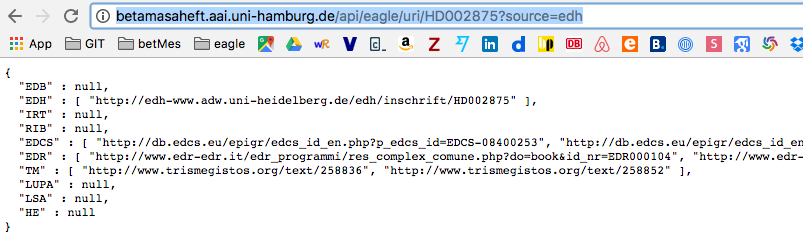 betamasaheft.aai.uni-hamburg.de/api/eagle/uri/HD002875?source=edh
App GIT betMes eagle
{
"EDB" : null,
"EDH" : [ "http://edh-www.adw.uni-heidelberg.de/edh/inschrift/HD002875" ],
"IRT" : null,
"RIB" : null,
"EDCS" : [ "http://db.edcs.eu/epigr/edcs_id_en.php?p_edcs_id=EDCS-08400253", "http://db.edcs.eu/epigr/edcs_id_en
"EDR" : [ "http://www.edr-edr.it/edr_programmi/res_complex_comune.php?do=book&id_nr=EDR000104", "http://www.edr-
"TM" : [ "http://www.trismegistos.org/text/258836", "http://www.trismegistos.org/text/258852" ],
"LUPA" : null,
"LSA" : null,
"HE" : null
}